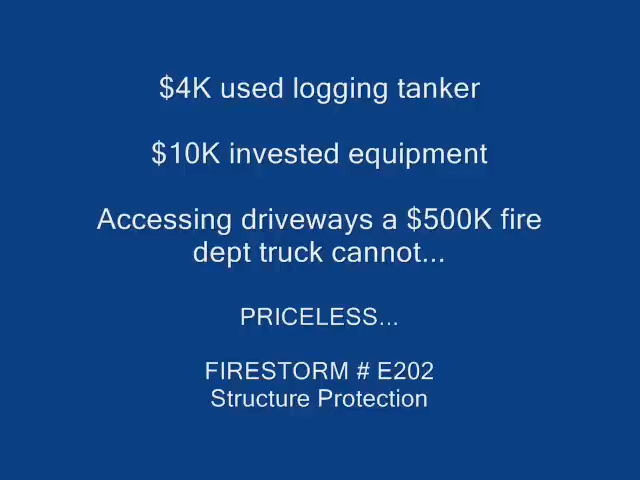 $4K used logging tanker
$10K invested equipment
Accessing driveways a $500K fire
dept truck cannot...
PRICELESS...
FIRESTORM # E202
Structure Protection